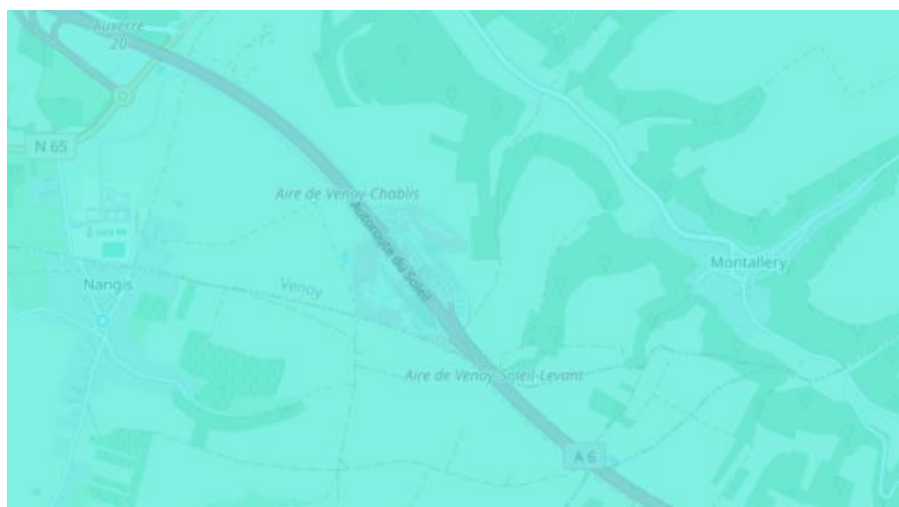 Auxerre
20
N 65
Aire de Venoy-Chablis
Autoroute du Soleil
Montallery
Nangis
Venoy
Aire de Venoy-Soleil-Levant
A 6